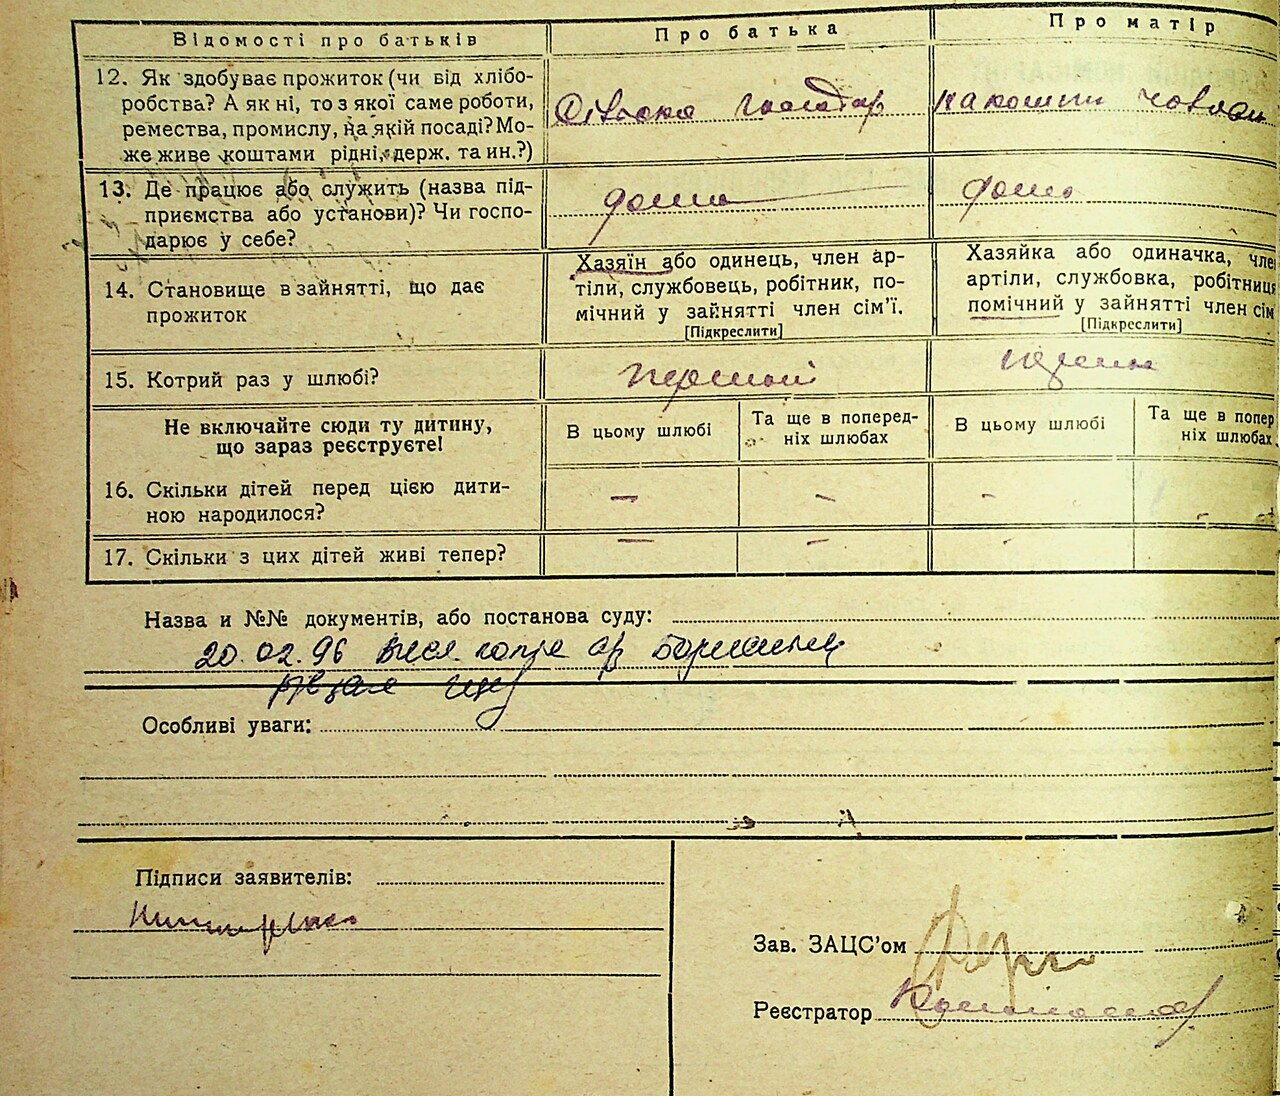 Відомості про батьків
Про батька
Про матір
12. Як здобуває прожиток (чи від хлібо-
робства? А як ні, то з якої саме роботи,
ремества, промислу, на якій посаді? Мо-
же живе коштами рідні, держ. та ин.?)
господар
на кошти
13. Де працює або служить (назва під-
приємства або установи)? Чи госпо-
дарює у себе?
дома
дома
14. Становище в зайнятті, що дає
прожиток
Хазяїн або одинець, член ар-
тіли, службовець, робітник, по-
мічний у зайнятті член сім'ї.
[Підкреслити]
Хазяйка або одиначка, член
артіли, службовка, робітниця
помічний у зайнятті член сім
[Підкреслити]
15. Котрий раз у шлюбі?
первший
Не включайте сюди ту дитину,
що зараз реєструєте!
В цьому шлюбі
Та ще в поперед-
ніх шлюбах
В цьому шлюбі
Та ще в попер
ніх шлюбах
16. Скільки дітей перед цією дити-
ною народилося?
— – - -
17. Скільки з цих дітей живі тепер?
— – -
Назва и №№ документів, або постанова суду:
20.02.96
Особливі уваги:
Підписи заявителів:
Зав. ЗАЦС'ом
Реєстратор